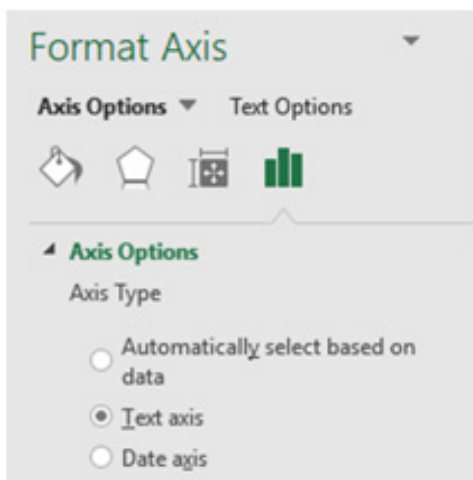 Format Axis
Axis Options Text Options
Axis Options
Axis Type
Automatically select based on
data
Text axis
Date axis